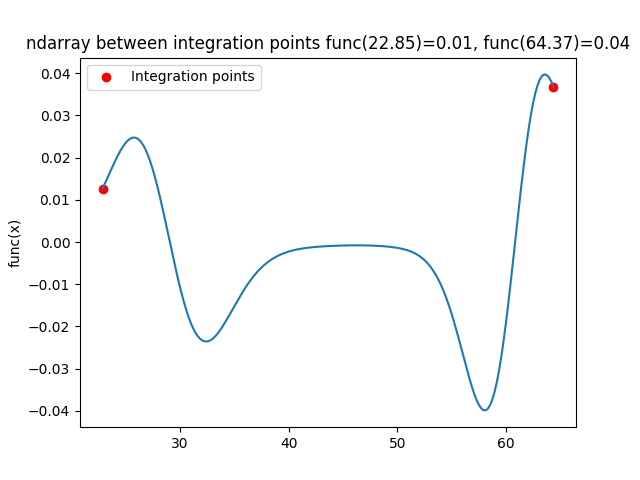 ndarray between integration points func(22.85)=0.01, func(64.37)=0.04
Integration points
func(x)
0.04
0.03
0.02
0.01
0.00
−0.01
−0.02
−0.03
−0.04
30 40 50 60